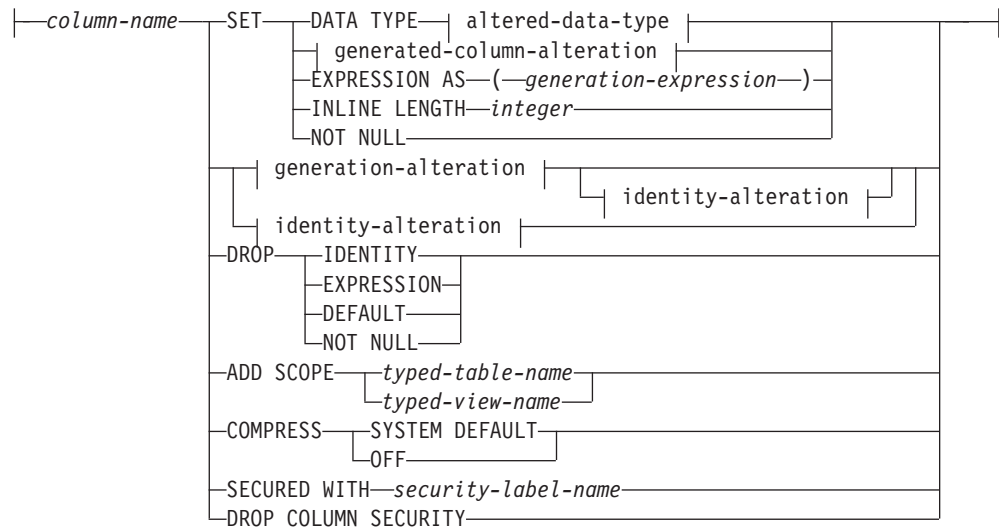 column-name SET DATA TYPE altered-data-type
generated-column-alteration
EXPRESSION AS ( generation-expression )
INLINE LENGTH integer
NOT NULL
generation-alteration
identity-alteration
identity-alteration
DROP IDENTITY
EXPRESSION
DEFAULT
NOT NULL
ADD SCOPE typed-table-name
typed-view-name
COMPRESS SYSTEM DEFAULT
OFF
SECURED WITH security-label-name
DROP COLUMN SECURITY